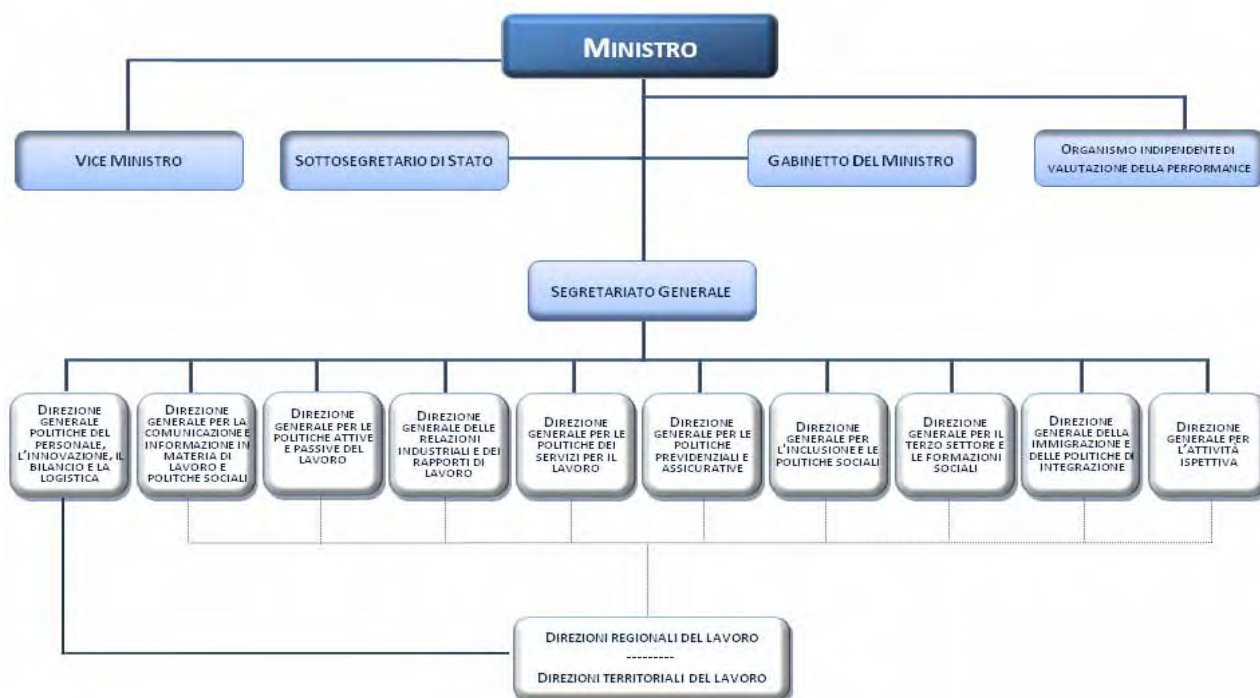 MINISTRO
VICE MINISTRO
SOTTOSEGRETARIO DI STATO
GABINETTO DEL MINISTRO
ORGANISMO INDIPENDENTE DI
VALUTAZIONE DELLA PERFORMANCE
SEGRETARIATO GENERALE
DIREZIONE
GENERALE
POLITICHE DEL
PERSONALE,
L'INNOVAZIONE, IL
BILANCIO E LA
LOGISTICA
DIREZIONE
GENERALE PER LA
COMUNICAZIONE E
INFORMAZIONE IN
MATERIA DI
LAVORO E
POLITCHE SOCIALI
DIREZIONE
GENERALE PER LE
POLITICHE ATTIVE
E PASSIVE DEL
LAVORO
DIREZIONE
GENERALE DELLE
RELAZIONI
INDUSTRIALI E DEI
RAPPORTI DI
LAVORO
DIREZIONE
GENERALE PER LE
POLITICHE DEI
SERVIZI PER IL
LAVORO
DIREZIONE
GENERALE PER LE
POLITICHE
PREVIDENZIALI E
ASSICURATIVE
DIREZIONE
GENERALE PER
L'INCLUSIONE E LE
POLITICHE SOCIALI
DIREZIONE
GENERALE PER IL
TERZO SETTORE E
LE FORMAZIONI
SOCIALI
DIREZIONE
GENERALE DELLA
IMMIGRAZIONE E
DELLE POLITICHE DI
INTEGRAZIONE
DIREZIONE
GENERALE PER
L'ATTIVITÀ
ISPETTIVA
DIREZIONI REGIONALI DEL LAVORO
---------
DIREZIONI TERRITORIALI DEL LAVORO